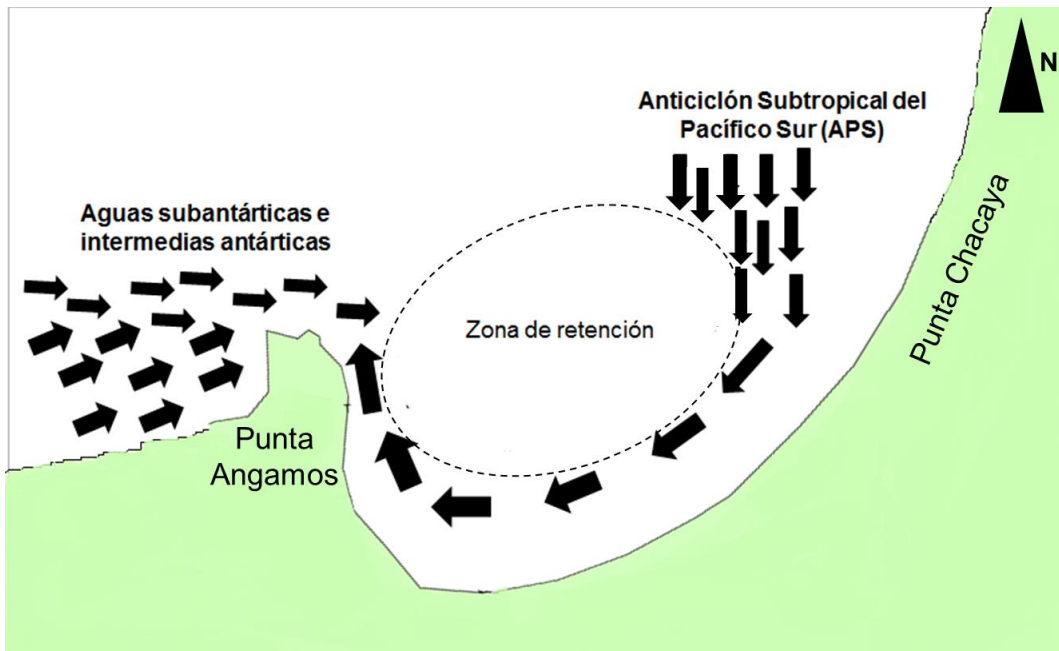 N
Anticiclón Subtropical del
Pacífico Sur (APS)
Aguas subantárticas e
intermedias antárticas
Punta Chacaya
Zona de retención
Punta
Angamos